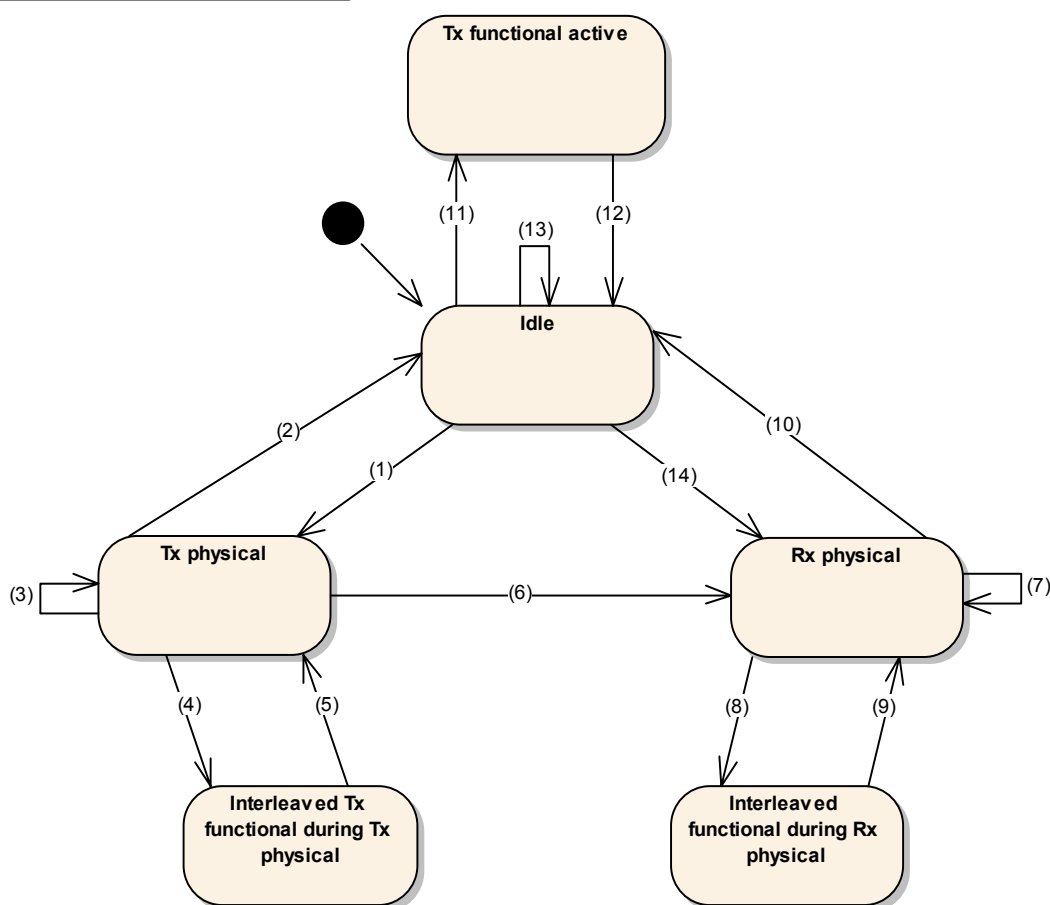 Tx functional active
(11)
(12)
(13)
Idle
(2)
(10)
(1)
(14)
Tx physical
Rx physical
(3)
(6)
(7)
(4)
(5)
(8)
(9)
Interleaved Tx
functional during Tx
physical
Interleaved
functional during Rx
physical